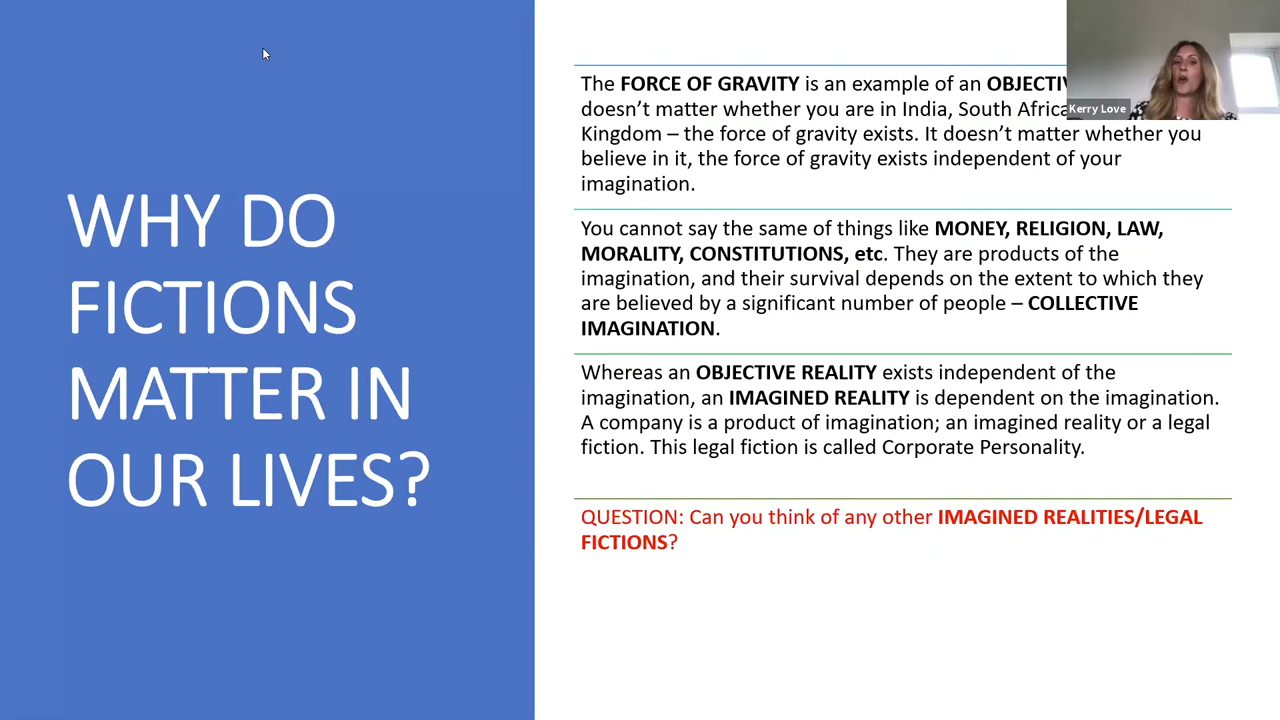 WHY DO
FICTIONS
MATTER IN
OUR LIVES?
The FORCE OF GRAVITY is an example of an
doesn’t matter whether you are in India, South Africa
Kingdom – the force of gravity exists. It doesn’t matter whether you
believe in it, the force of gravity exists independent of your
imagination.
You cannot say the same of things like MONEY, RELIGION, LAW,
MORALITY, CONSTITUTIONS, etc. They are products of the
imagination, and their survival depends on the extent to which they
are believed by a significant number of people – COLLECTIVE
IMAGINATION.
Whereas an OBJECTIVE REALITY exists independent of the
imagination, an IMAGINED REALITY is dependent on the imagination.
A company is a product of imagination; an imagined reality or a legal
fiction. This legal fiction is called Corporate Personality.
QUESTION: Can you think of any other IMAGINED REALITIES/LEGAL
FICTIONS?
Kerry Love